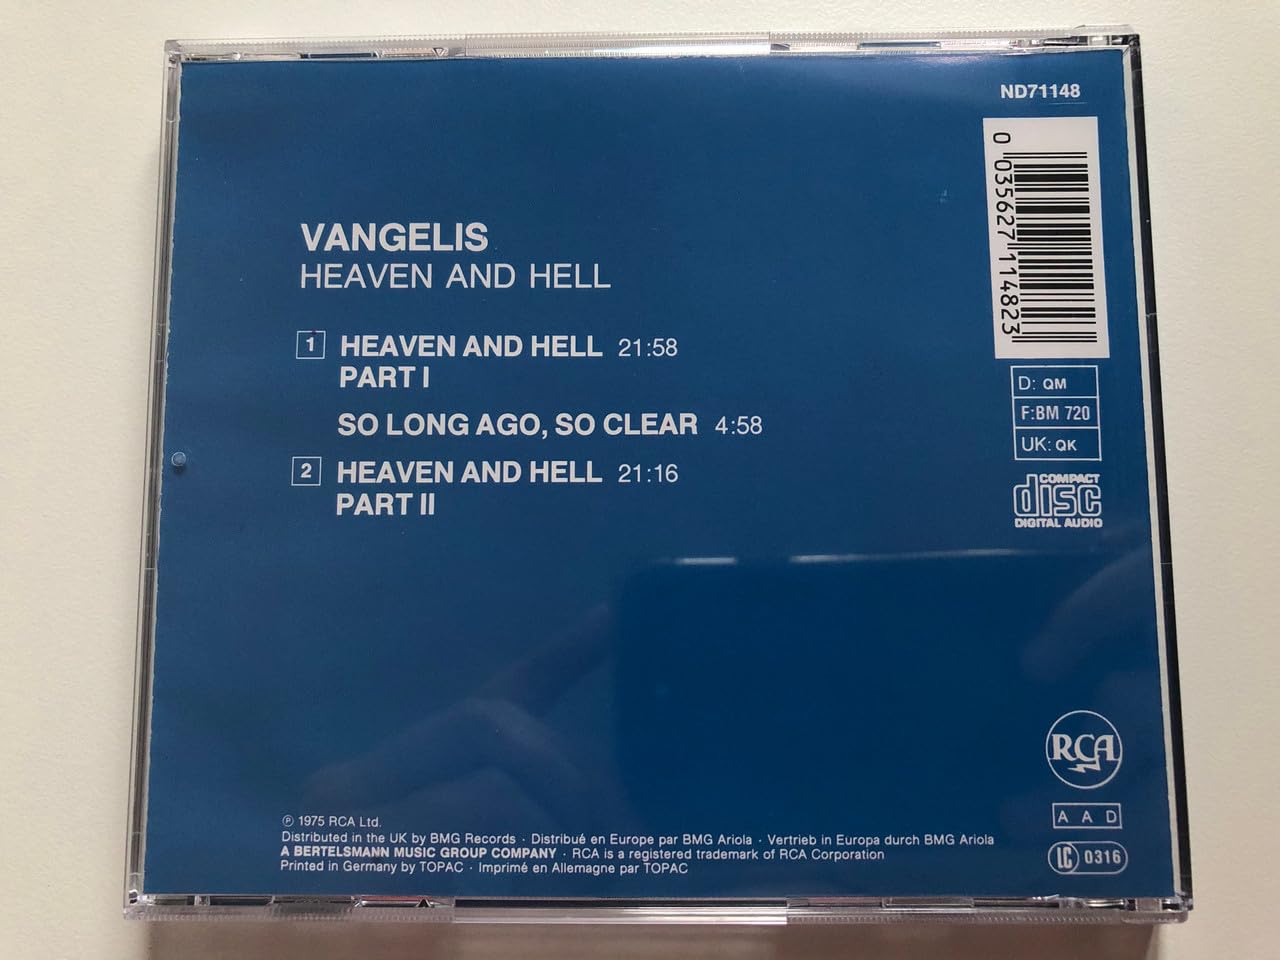 ND71148
0 035627 114823
VANGELIS
HEAVEN AND HELL
1 HEAVEN AND HELL 21:58
PART I
SO LONG AGO, SO CLEAR 4:58
2 HEAVEN AND HELL 21:16
PART II
D: QM
F:BM 720
UK: QK
COMPACT
disc
DIGITAL AUDIO
RCA
A A D
LC 0316
℗ 1975 RCA Ltd.
Distributed in the UK by BMG Records · Distribué en Europe par BMG Ariola · Vertrieb in Europa durch BMG Ariola
A BERTELSMANN MUSIC GROUP COMPANY · RCA is a registered trademark of RCA Corporation
Printed in Germany by TOPAC · Imprimé en Allemagne par TOPAC